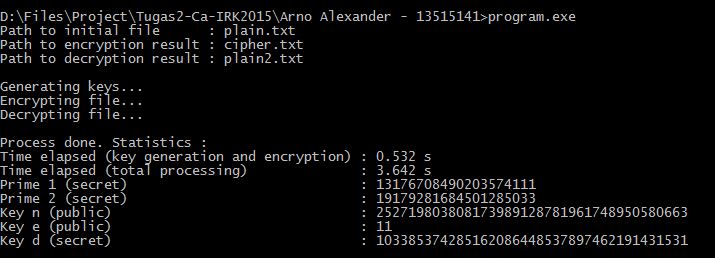 D:\Files\Project\Tugas2-Ca-IRK2015\Arno Alexander - 13515141>program.exe
Path to initial file      : plain.txt
Path to encryption result : cipher.txt
Path to decryption result : plain2.txt
Generating keys...
Encrypting file...
Decrypting file...
Process done. Statistics :
Time elapsed (key generation and encryption) : 0.532 s
Time elapsed (total processing)              : 3.642 s
Prime 1 (secret)                             : 13176708490203574111
Prime 2 (secret)                             : 19179281684501285033
Key n (public)                               : 252719803808173989128781961748950580663
Key e (public)                               : 11
Key d (secret)                               : 103385374285162086448537897462191431531